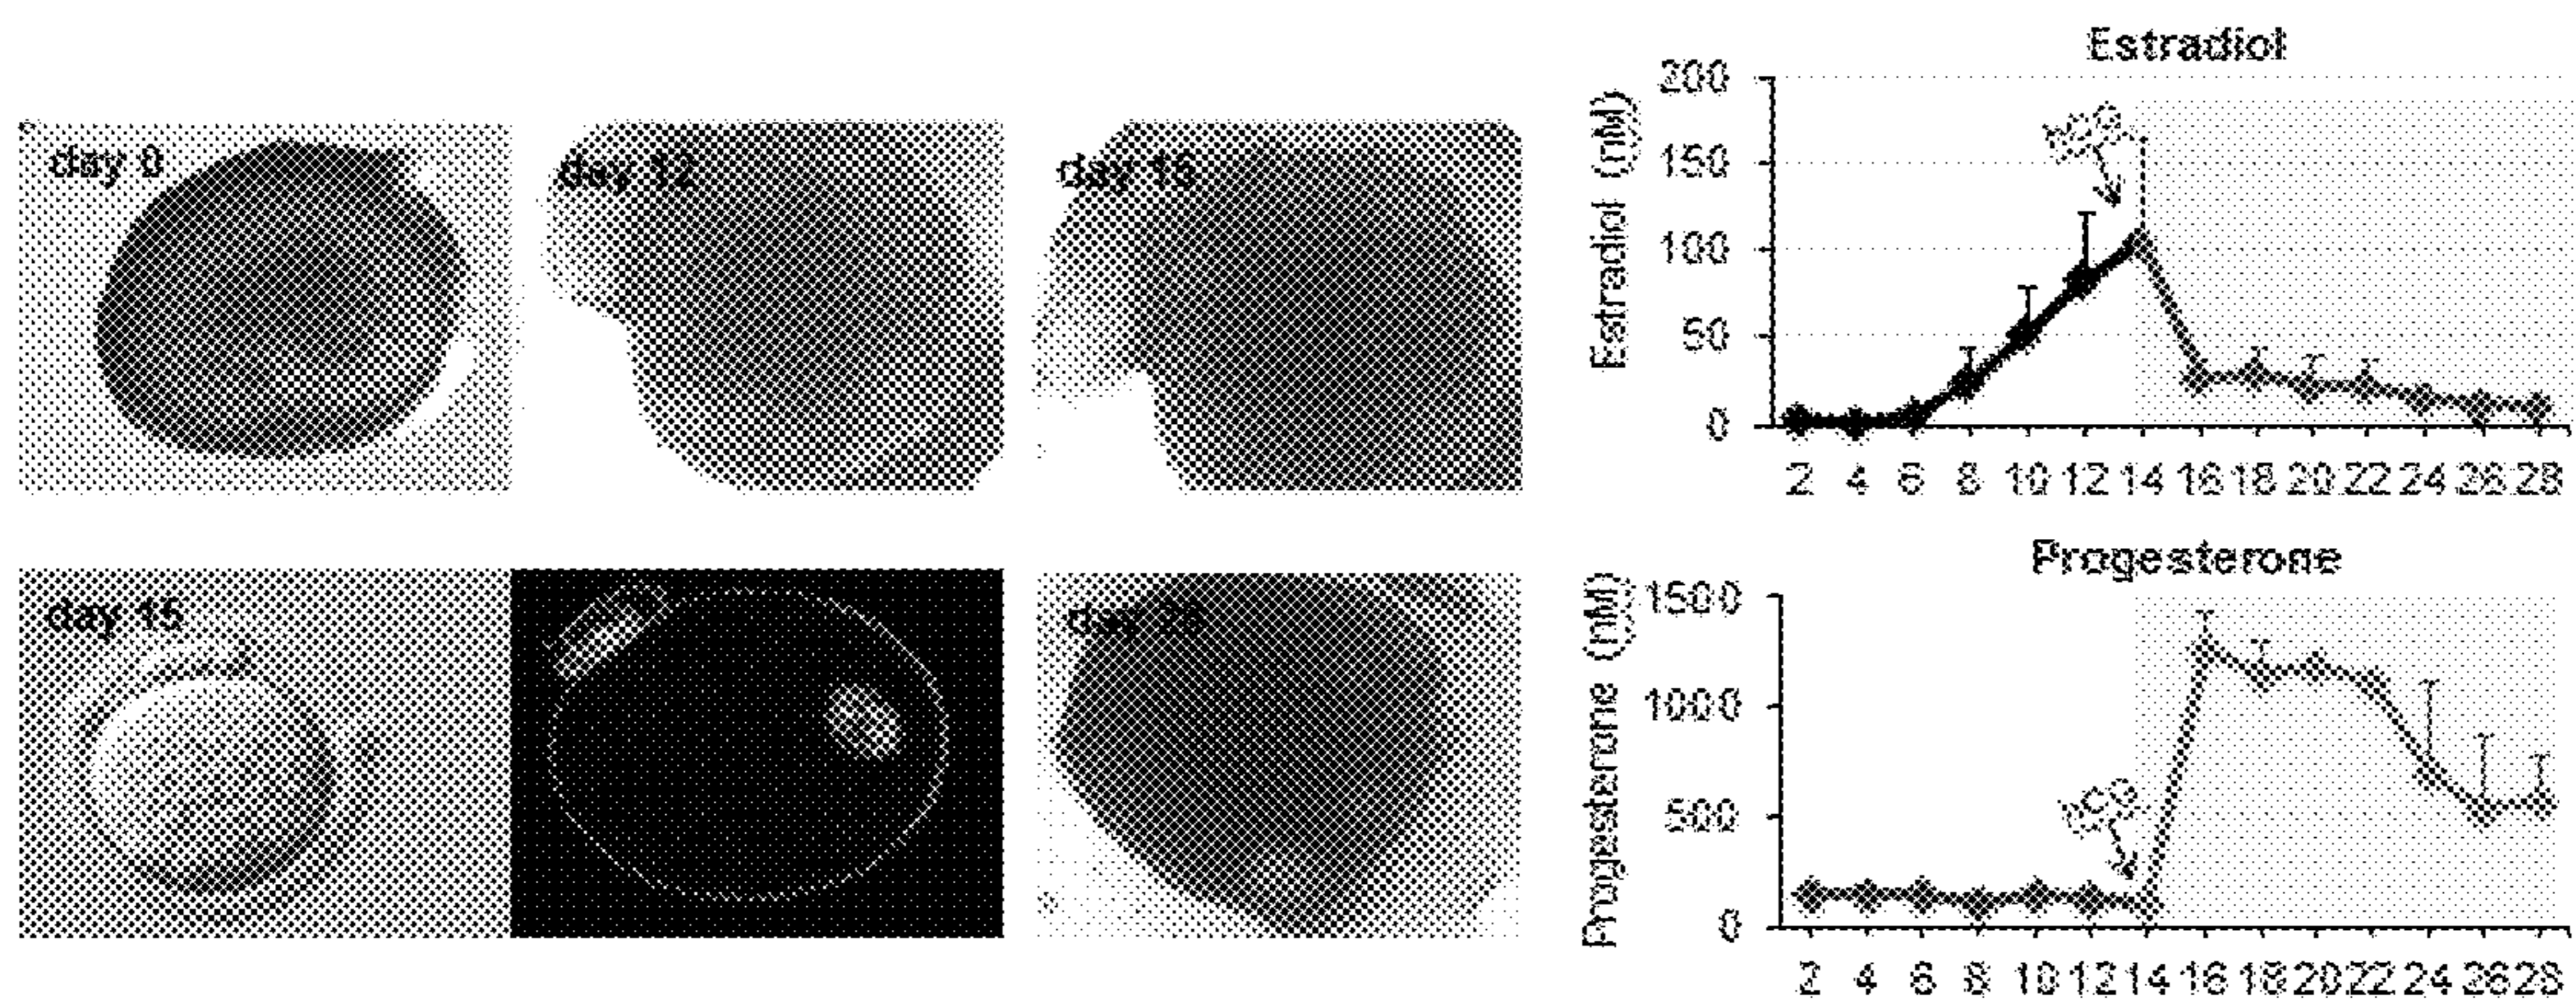 day 0
day 12
day 15
day 28
Estradiol
Estradiol (nM)
200
150
100
50
0
hCG
2 4 6 8 10 12 14 16 18 20 22 24 26 28
Progesterone
Progesterone (nM)
1500
1000
500
0
hCG
2 4 6 8 10 12 14 16 18 20 22 24 26 28